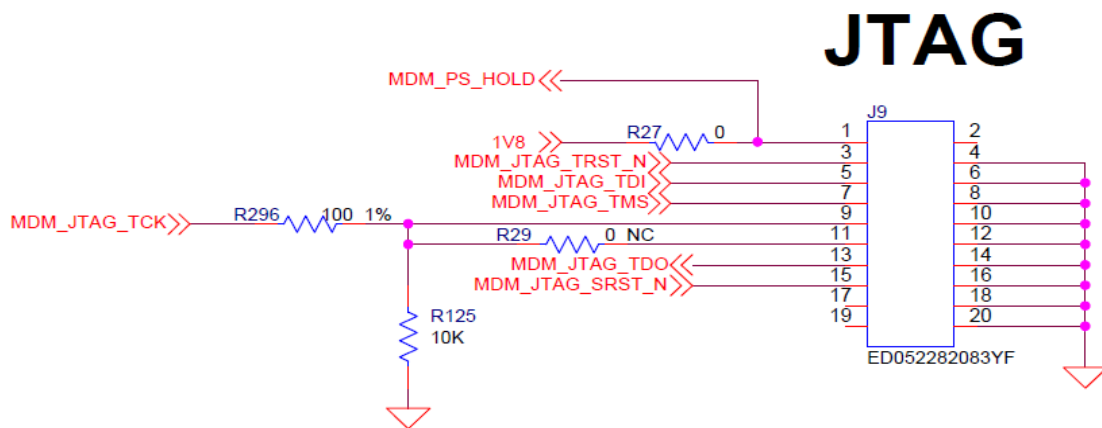 JTAG
MDM_PS_HOLD
J9
1V8 R27 0 1 2
MDM_JTAG_TRST_N 3 4
MDM_JTAG_TDI 5 6
MDM_JTAG_TMS 7 8
MDM_JTAG_TCK R296 100 1% 9 10
R29 0 NC 11 12
MDM_JTAG_TDO 13 14
MDM_JTAG_SRST_N 15 16
17 18
19 20
R125
10K
ED052282083YF